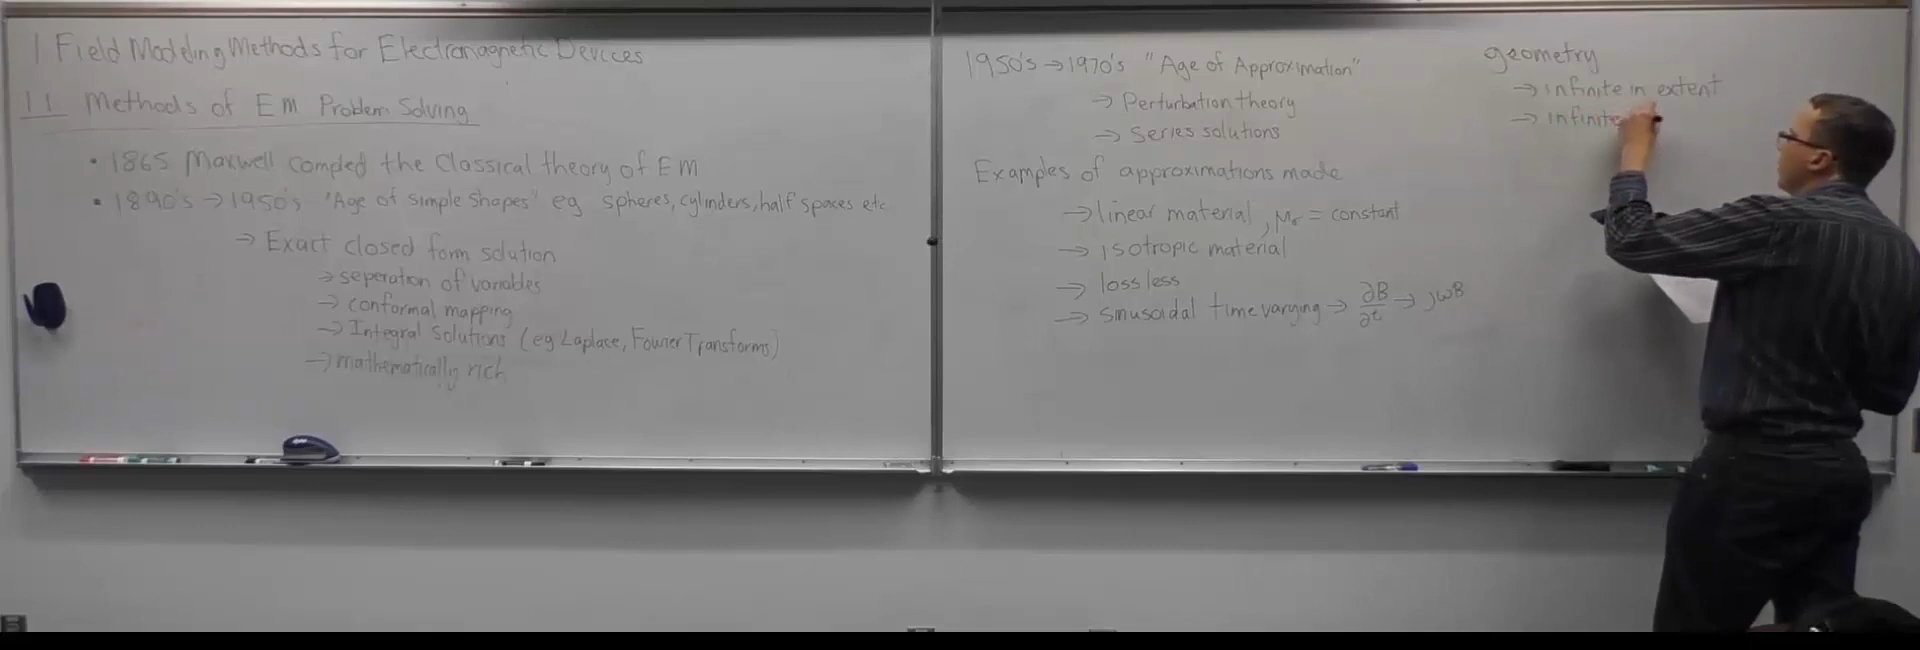 1 Field Modeling Methods for Electromagnetic Devices
1.1 Methods of EM Problem Solving
• 1865 Maxwell compled the classical theory of EM
• 1890's → 1950's "Age of simple shapes" eg spheres, cylinders, half spaces etc
→ Exact closed form solution
→ seperation of variables
→ conformal mapping
→ Integral solutions (eg Laplace, Fourier Transforms)
→ mathematically rich
1950's → 1970's "Age of Approximation"
→ Perturbation theory
→ series solutions
Examples of approximations made
→ linear material, μr = constant
→ isotropic material
→ lossless
→ sinusoidal time varying → ∂B/∂t → jωB
geometry
→ infinite in extent
→ infinite